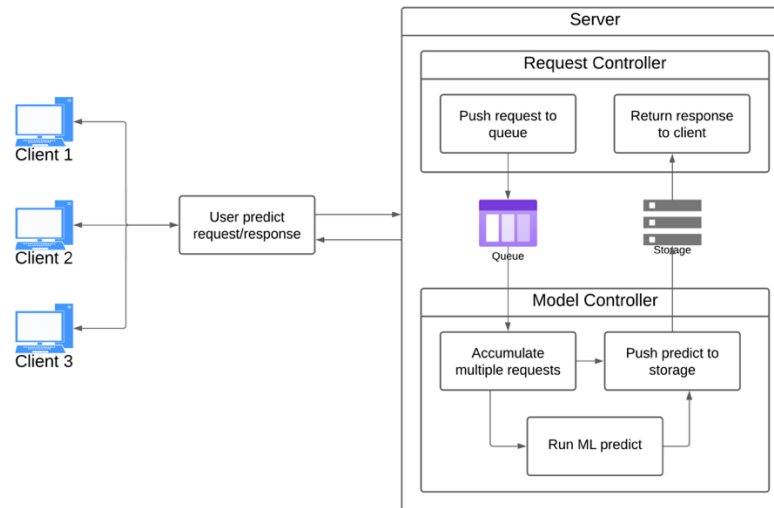 Server
Request Controller
Push request to
queue
Return response
to client
Client 1
Client 2
Client 3
User predict
request/response
Queue
Storage
Model Controller
Accumulate
multiple requests
Push predict to
storage
Run ML predict